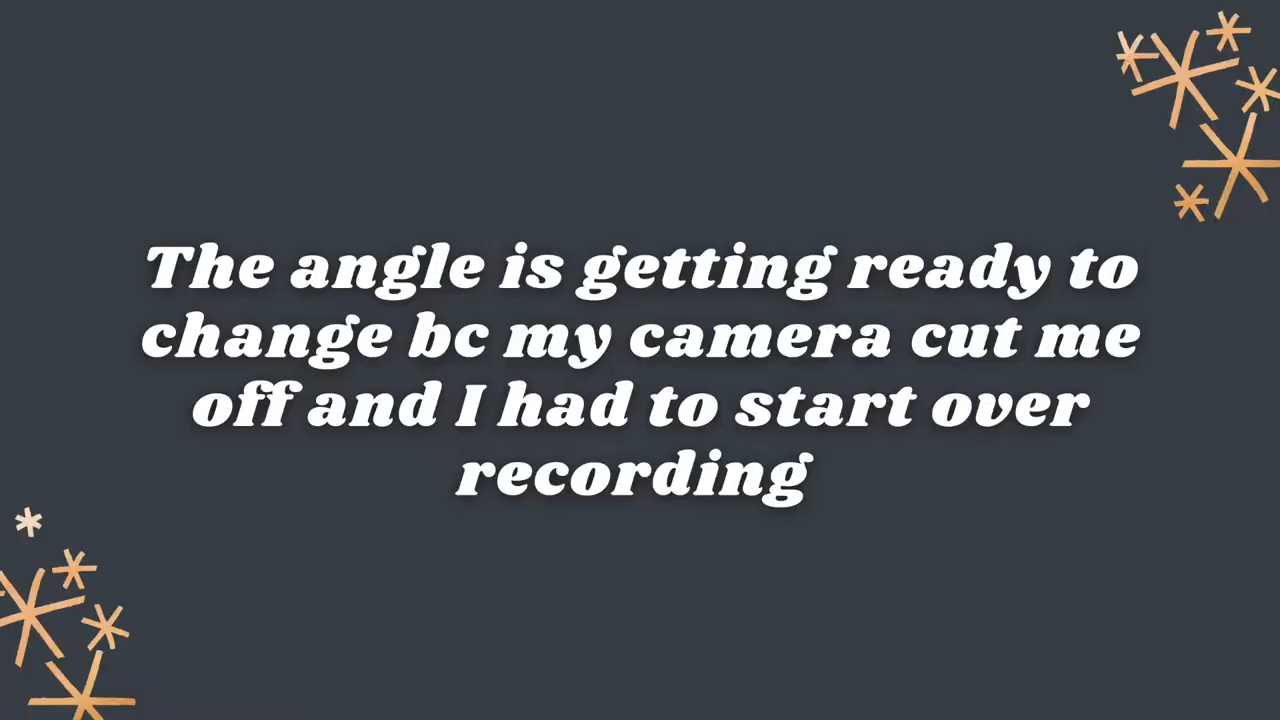 The angle is getting ready to
change bc my camera cut me
off and I had to start over
recording